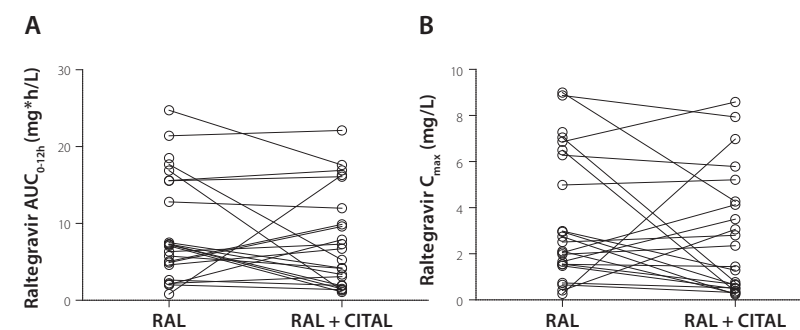 A
Raltegravir AUC0-12h (mg*h/L)
30
20
10
0
RAL
RAL + CITAL
B
Raltegravir Cmax (mg/L)
10
8
6
4
2
0
RAL
RAL + CITAL